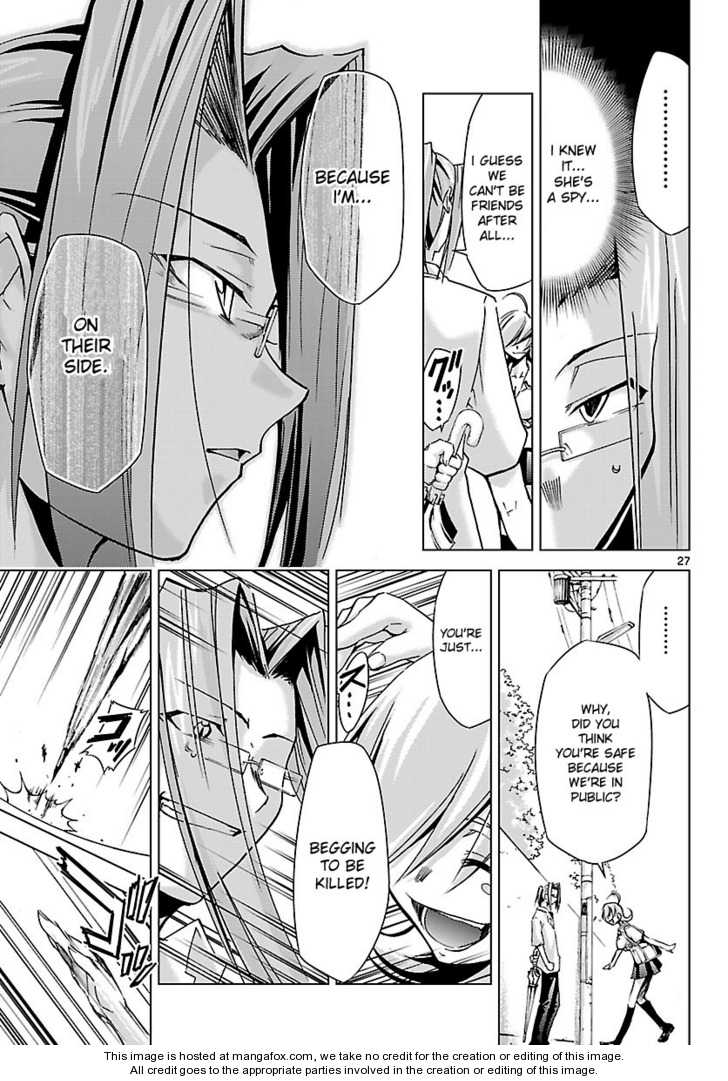 ..........
I KNEW
IT...
SHE'S
A SPY...
I GUESS
WE
CAN'T BE
FRIENDS
AFTER
ALL...
BECAUSE
I'M...
ON
THEIR
SIDE.
27
..........
WHY,
DID YOU
THINK
YOU'RE SAFE
BECAUSE
WE'RE IN
PUBLIC?
YOU'RE
JUST...
BEGGING
TO BE
KILLED!
This image is hosted at mangafox.com, we take no credit for the creation or editing of this image.
All credit goes to the appropriate parties involved in the creation or editing of this image.